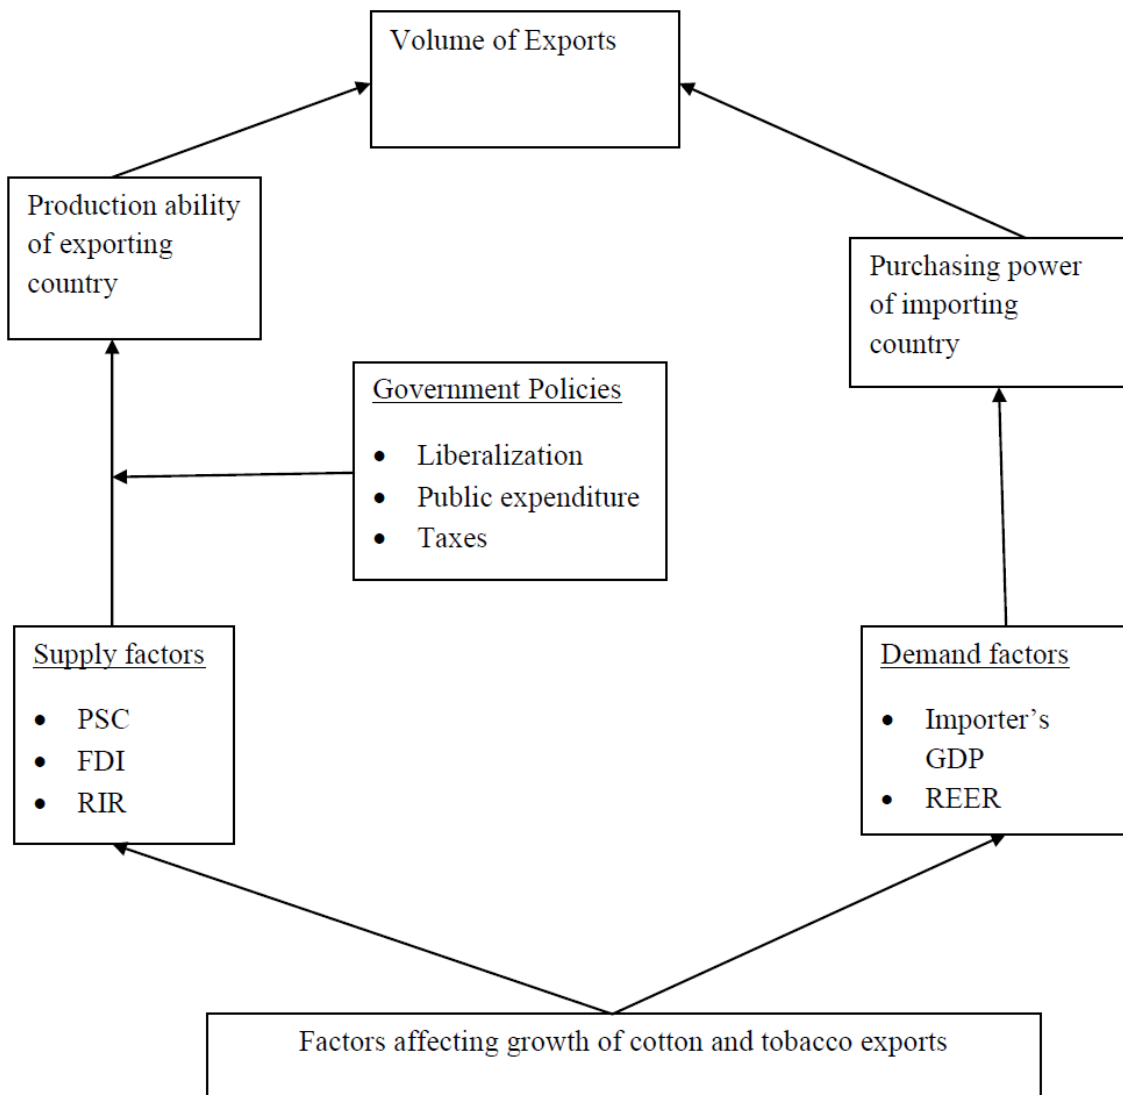 Volume of Exports
Production ability
of exporting
country
Purchasing power
of importing
country
Government Policies
• Liberalization
• Public expenditure
• Taxes
Supply factors
• PSC
• FDI
• RIR
Demand factors
• Importer’s
GDP
• REER
Factors affecting growth of cotton and tobacco exports